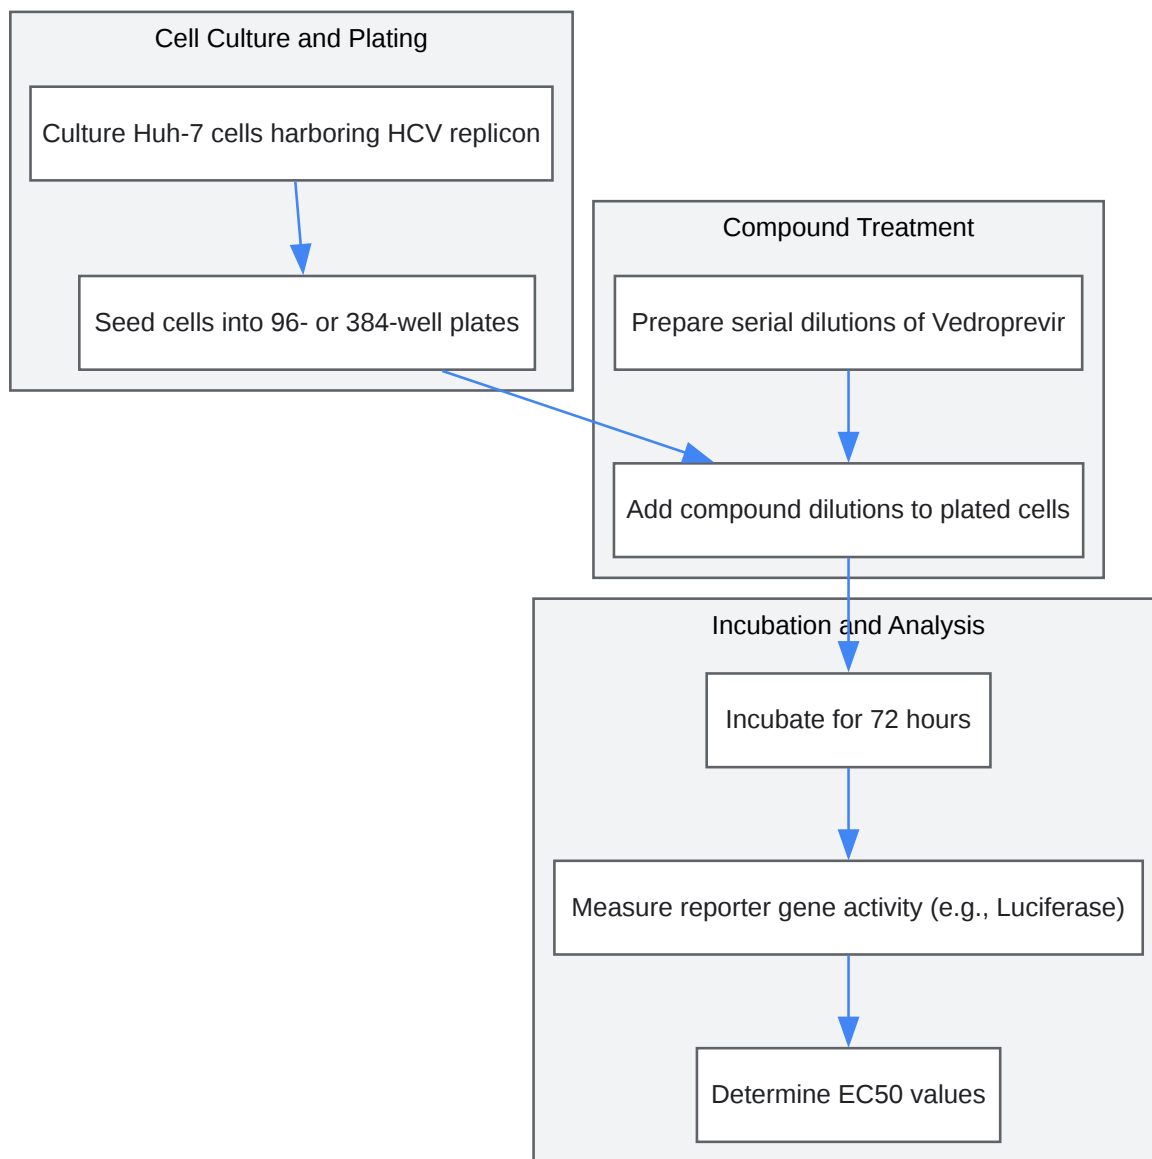 Cell Culture and Plating
Culture Huh-7 cells harboring HCV replicon
Seed cells into 96- or 384-well plates
Compound Treatment
Prepare serial dilutions of Vedroprevir
Add compound dilutions to plated cells
Incubation and Analysis
Incubate for 72 hours
Measure reporter gene activity (e.g., Luciferase)
Determine EC50 values